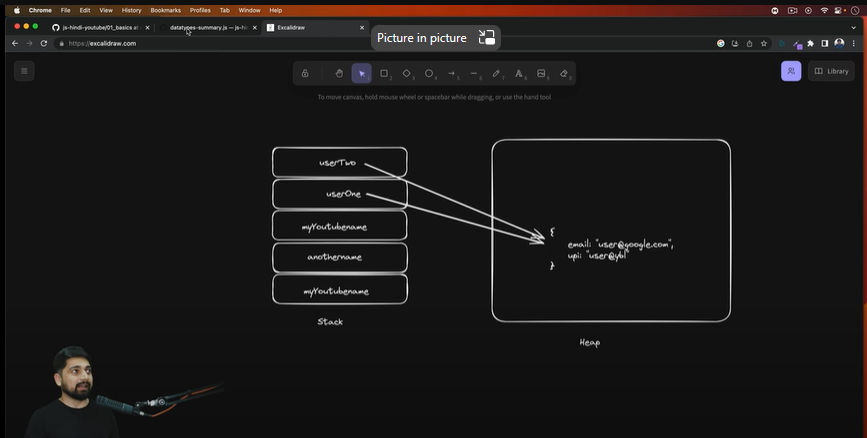 Chrome File Edit View History Bookmarks Profiles Tab Window Help
js-hindi-youtube/01_basics at
datatypes-summary.js — js-hi
Excalidraw
Picture in picture
https://excalidraw.com
Library
To move canvas, hold mouse wheel or spacebar while dragging, or use the hand tool
userTwo
userOne
myYoutubename
anothername
myYoutubename
Stack
{
email: "user@google.com",
upi: "user@ybl"
}
Heap